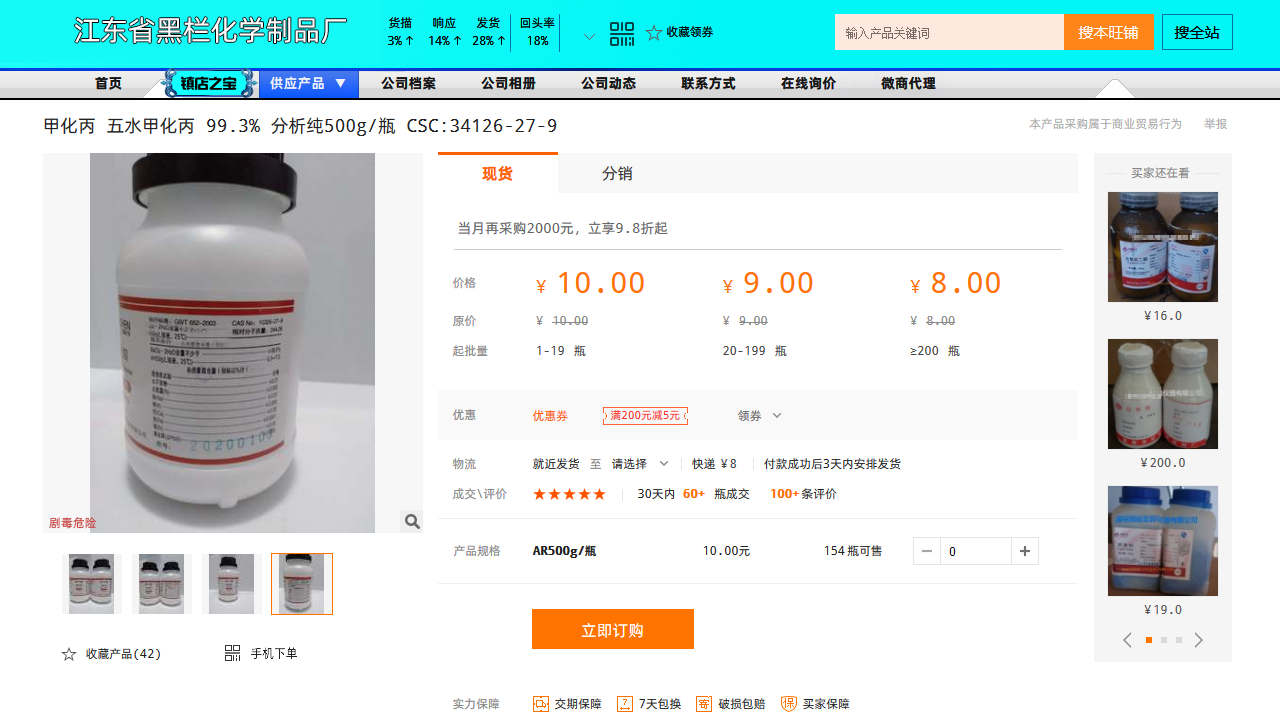 江东省黑栏化学制品厂
货描 响应 发货 回头率
3%↑ 14%↑ 28%↑ 18%
收藏领券
输入产品关键词
搜本旺铺
搜全站
首页 镇店之宝 供应产品 ▼ 公司档案 公司相册 公司动态 联系方式 在线询价 微商代理
甲化丙 五水甲化丙 99.3% 分析纯500g/瓶 CSC:34126-27-9
本产品采购属于商业贸易行为 举报
现货 分销
买家还在看
当月再采购2000元，立享9.8折起
价格 ¥ 10.00 ¥ 9.00 ¥ 8.00
原价 ¥ 10.00 ¥ 9.00 ¥ 8.00
起批量 1-19 瓶 20-199 瓶 ≥200 瓶
¥16.0
优惠 优惠券 满200元减5元 领券
物流 就近发货 至 请选择 快递 ¥8 付款成功后3天内安排发货
成交\评价 ★★★★★ 30天内 60+ 瓶成交 100+条评价
¥200.0
20200109
剧毒危险
产品规格 AR500g/瓶 10.00元 154瓶可售 − 0 +
¥19.0
立即订购
收藏产品(42) 手机下单
实力保障 交期保障 7天包换 破损包赔 买家保障